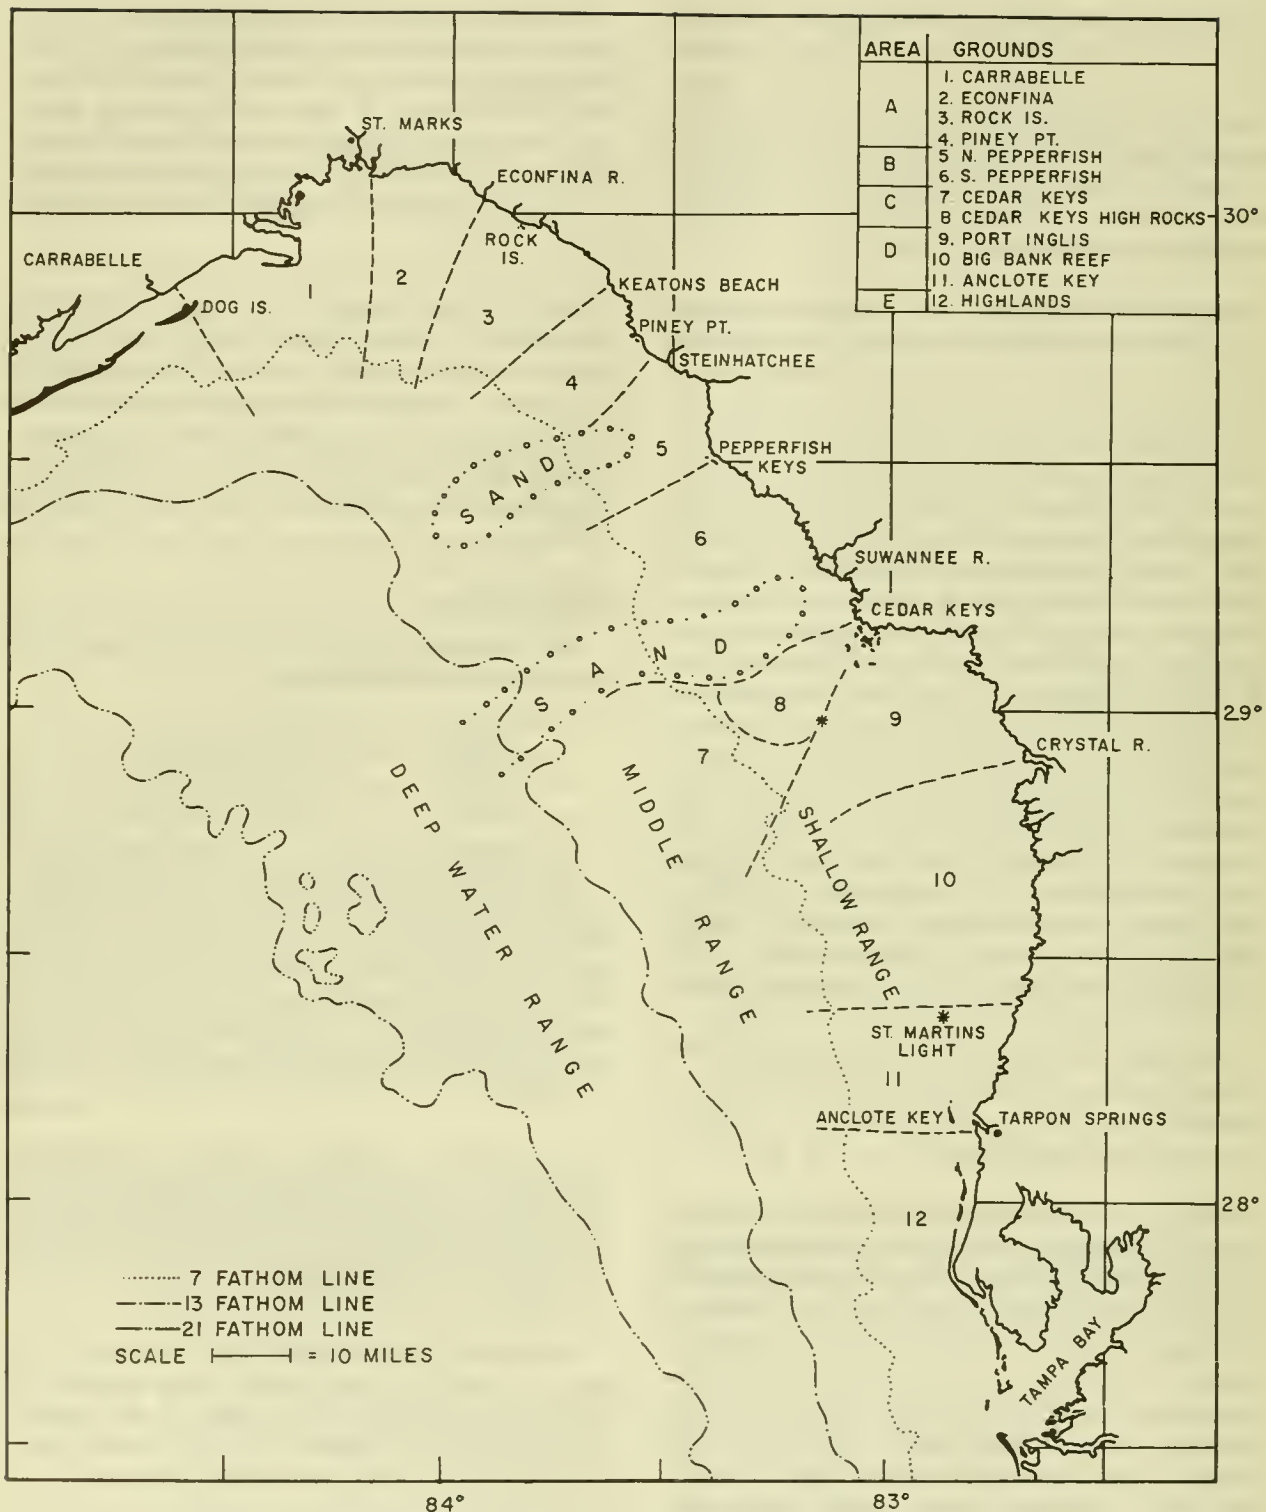 AREA GROUNDS
A
1. CARRABELLE
2. ECONFINA
3. ROCK IS.
4. PINEY PT.
B
5 N. PEPPERFISH
6. S. PEPPERFISH
C
7 CEDAR KEYS
8 CEDAR KEYS HIGH ROCKS
D
9. PORT INGLIS
10 BIG BANK REEF
11. ANCLOTE KEY
E
12. HIGHLANDS
ST. MARKS
ECONFINA R.
30°
ROCK
IS.
CARRABELLE
KEATONS BEACH
DOG IS.
1
2
3
PINEY PT.
STEINHATCHEE
4
5
PEPPERFISH
KEYS
SAND
6
SUWANNEE R.
CEDAR KEYS
SAND
8
9
29°
7
CRYSTAL R.
DEEP WATER RANGE
MIDDLE RANGE
SHALLOW RANGE
10
ST. MARTINS
LIGHT
11
ANCLOTE KEY
TARPON SPRINGS
28°
12
TAMPA BAY
7 FATHOM LINE
13 FATHOM LINE
21 FATHOM LINE
SCALE = 10 MILES
84°
83°